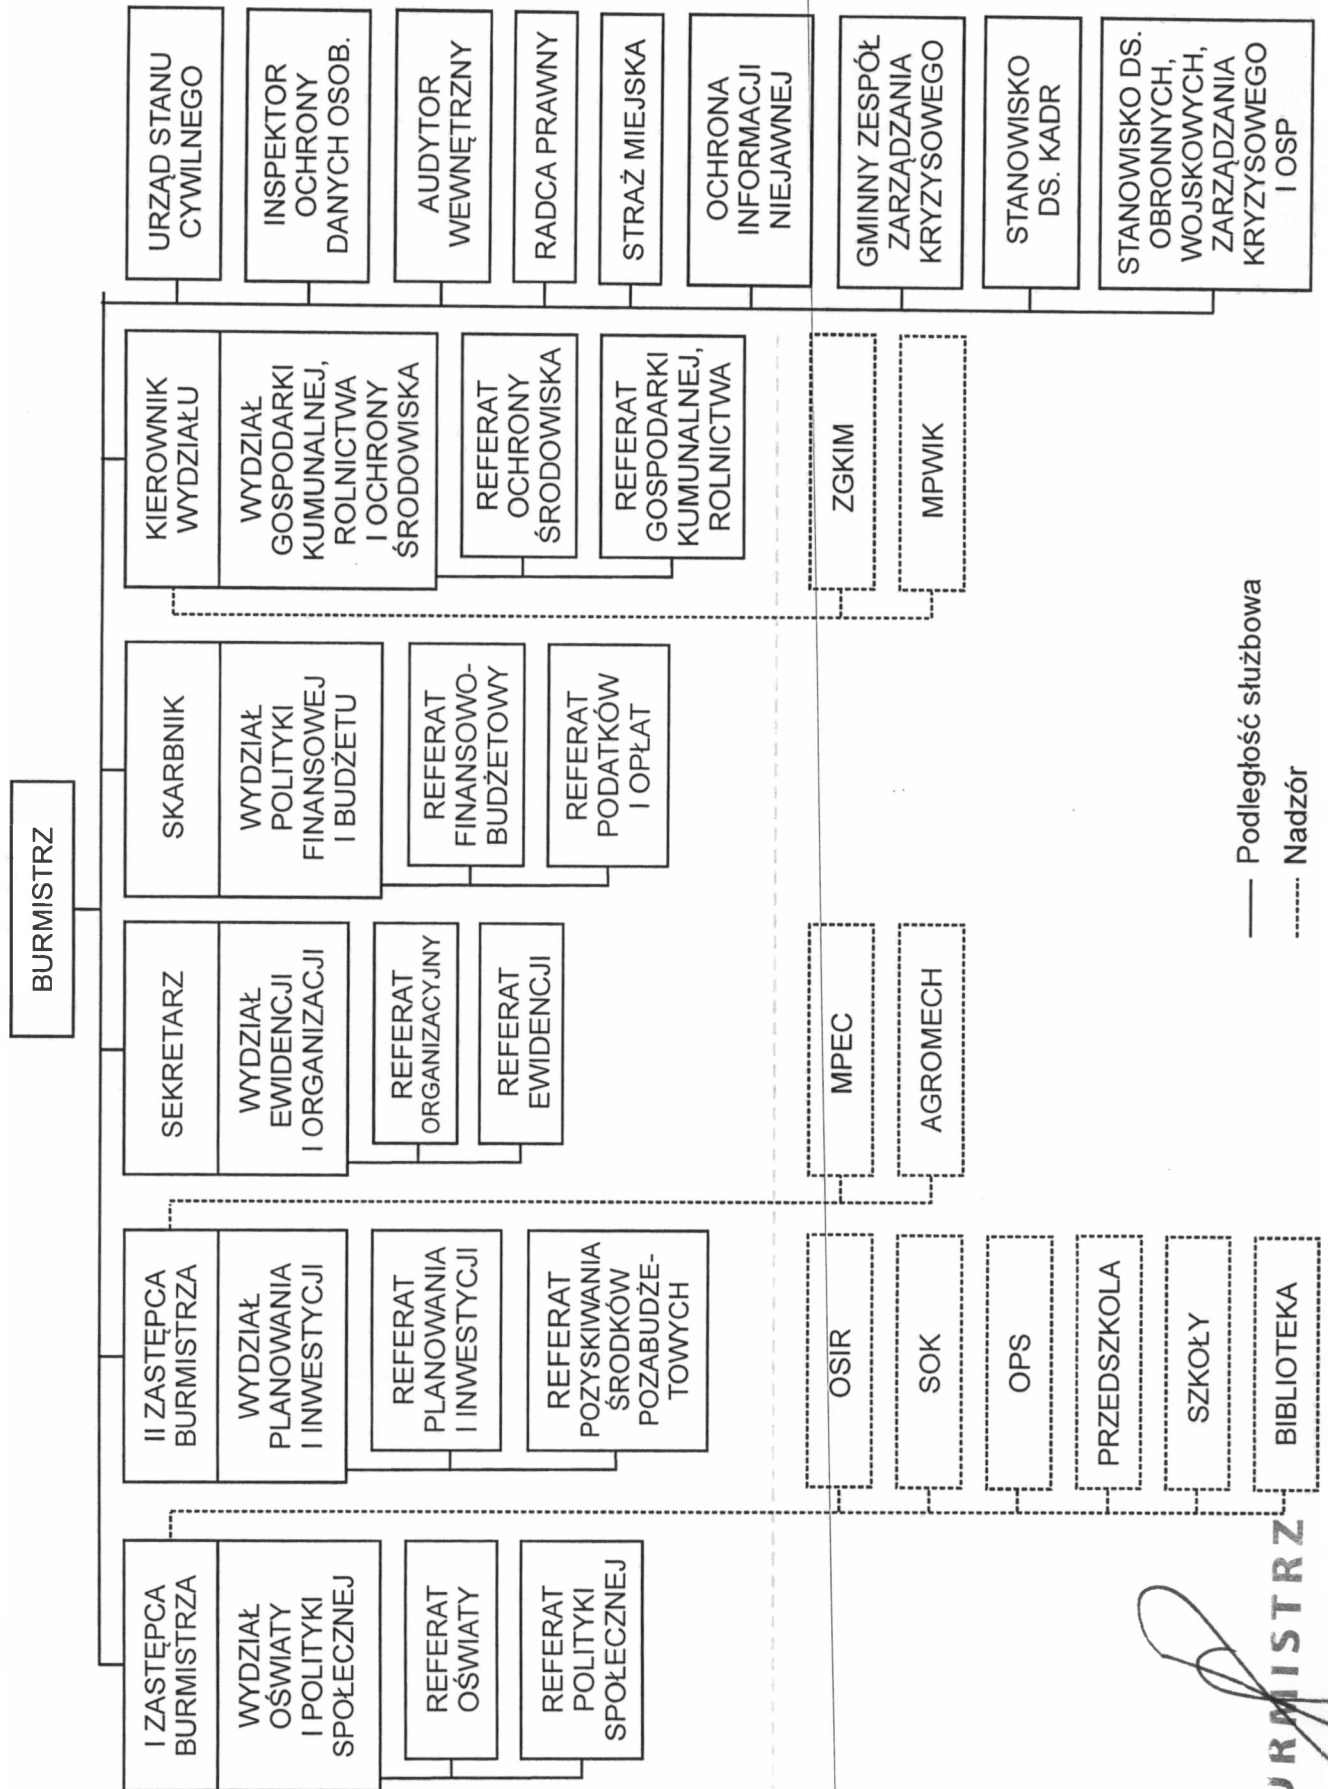 BURMISTRZ
I ZASTĘPCA
BURMISTRZA
WYDZIAŁ
OŚWIATY
I POLITYKI
SPOŁECZNEJ
REFERAT
OŚWIATY
REFERAT
POLITYKI
SPOŁECZNEJ
II ZASTĘPCA
BURMISTRZA
WYDZIAŁ
PLANOWANIA
I INWESTYCJI
REFERAT
PLANOWANIA
I INWESTYCJI
REFERAT
POZYSKIWANIA
ŚRODKÓW
POZABUDŻE-
TOWYCH
SEKRETARZ
WYDZIAŁ
EWIDENCJI
I ORGANIZACJI
REFERAT
ORGANIZACYJNY
REFERAT
EWIDENCJI
SKARBNIK
WYDZIAŁ
POLITYKI
FINANSOWEJ
I BUDŻETU
REFERAT
FINANSOWO-
BUDŻETOWY
REFERAT
PODATKÓW
I OPŁAT
KIEROWNIK
WYDZIAŁU
WYDZIAŁ
GOSPODARKI
KUMUNALNEJ,
ROLNICTWA
I OCHRONY
ŚRODOWISKA
REFERAT
OCHRONY
ŚRODOWISKA
REFERAT
GOSPODARKI
KUMUNALNEJ,
ROLNICTWA
URZĄD STANU
CYWILNEGO
INSPEKTOR
OCHRONY
DANYCH OSOB.
AUDYTOR
WEWNĘTRZNY
RADCA PRAWNY
STRAŻ MIEJSKA
OCHRONA
INFORMACJI
NIEJAWNEJ
GMINNY ZESPÓŁ
ZARZĄDZANIA
KRYZYSOWEGO
STANOWISKO
DS. KADR
STANOWISKO DS.
OBRONNYCH,
WOJSKOWYCH,
ZARZĄDZANIA
KRYZYSOWEGO
I OSP
OSIR
SOK
OPS
PRZEDSZKOLA
SZKOŁY
BIBLIOTEKA
MPEC
AGROMECH
ZGKIM
MPWIK
Podległość służbowa
Nadzór
URMISTRZ